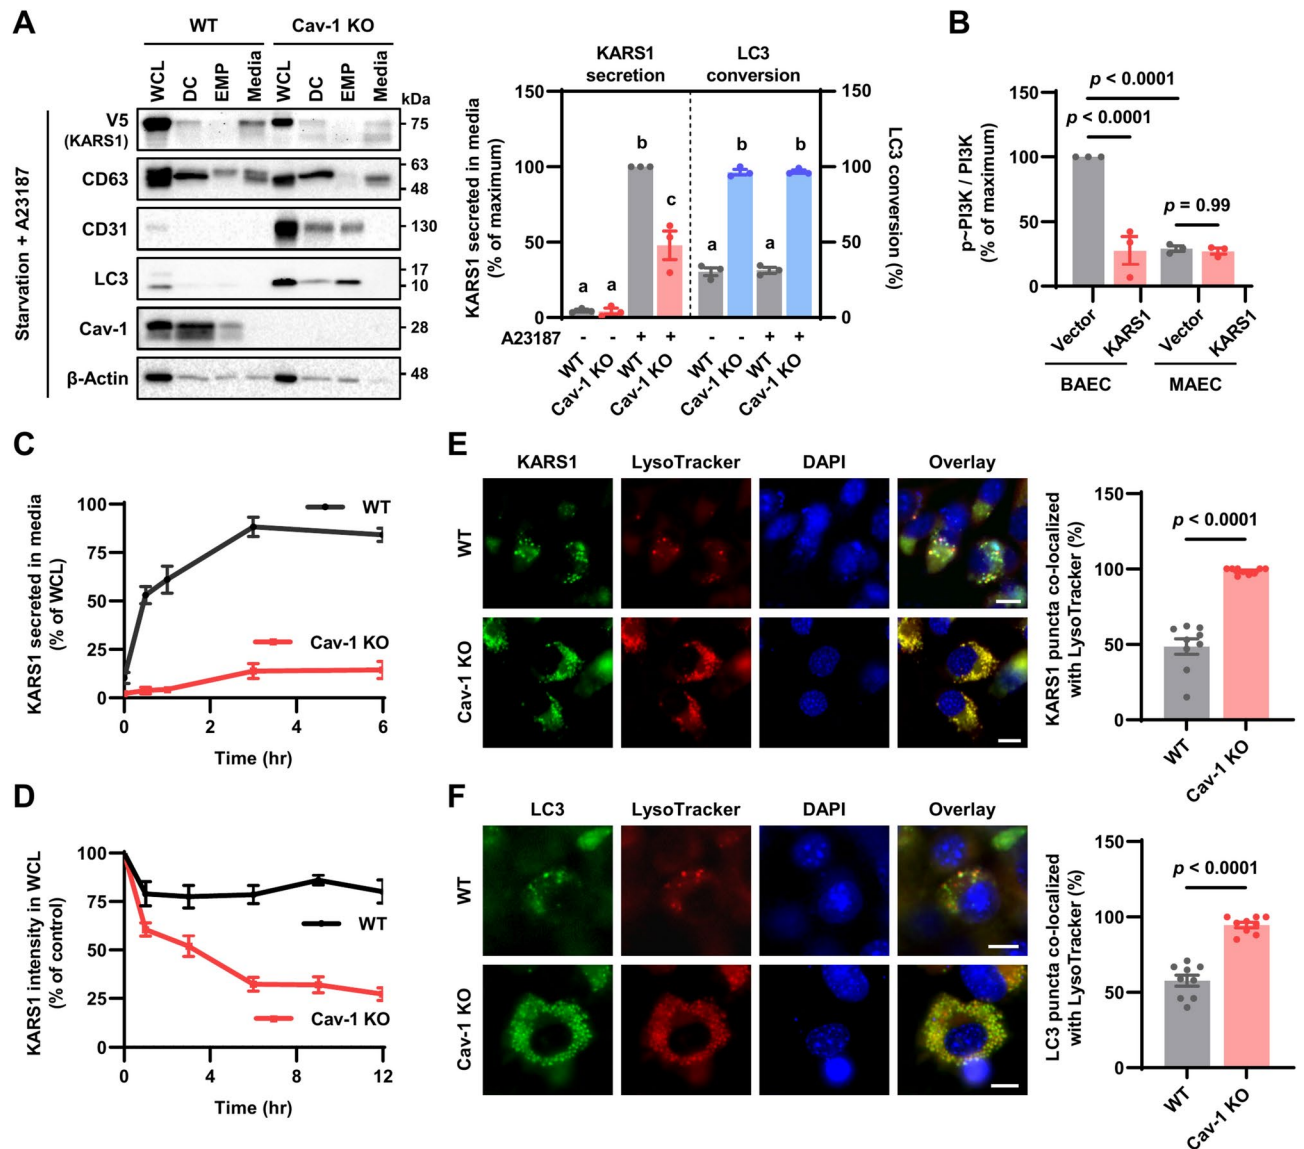 A
WT
Cav-1 KO
WCL
DC
EMP
Media
WCL
DC
EMP
Media
kDa
Starvation + A23187
V5
(KARS1)
75
CD63
63
48
CD31
130
LC3
17
10
Cav-1
28
β-Actin
48
KARS1
secretion
LC3
conversion
KARS1 secreted in media
(% of maximum)
150
100
50
0
a
a
b
c
a
b
a
b
150
100
50
0
LC3 conversion (%)
A23187
- - + + - - + +
WT
Cav-1 KO
WT
Cav-1 KO
WT
Cav-1 KO
WT
Cav-1 KO
B
p~PI3K / PI3K
(% of maximum)
150
100
50
0
p < 0.0001
p < 0.0001
p = 0.99
Vector
KARS1
Vector
KARS1
BAEC
MAEC
C
KARS1 secreted in media
(% of WCL)
100
75
50
25
0
WT
Cav-1 KO
0 2 4 6
Time (hr)
D
KARS1 intensity in WCL
(% of control)
100
75
50
25
0
WT
Cav-1 KO
0 4 8 12
Time (hr)
E
KARS1
LysoTracker
DAPI
Overlay
WT
Cav-1 KO
KARS1 puncta co-localized
with LysoTracker (%)
150
100
50
0
p < 0.0001
WT
Cav-1 KO
F
LC3
LysoTracker
DAPI
Overlay
WT
Cav-1 KO
LC3 puncta co-localized
with LysoTracker (%)
150
100
50
0
p < 0.0001
WT
Cav-1 KO